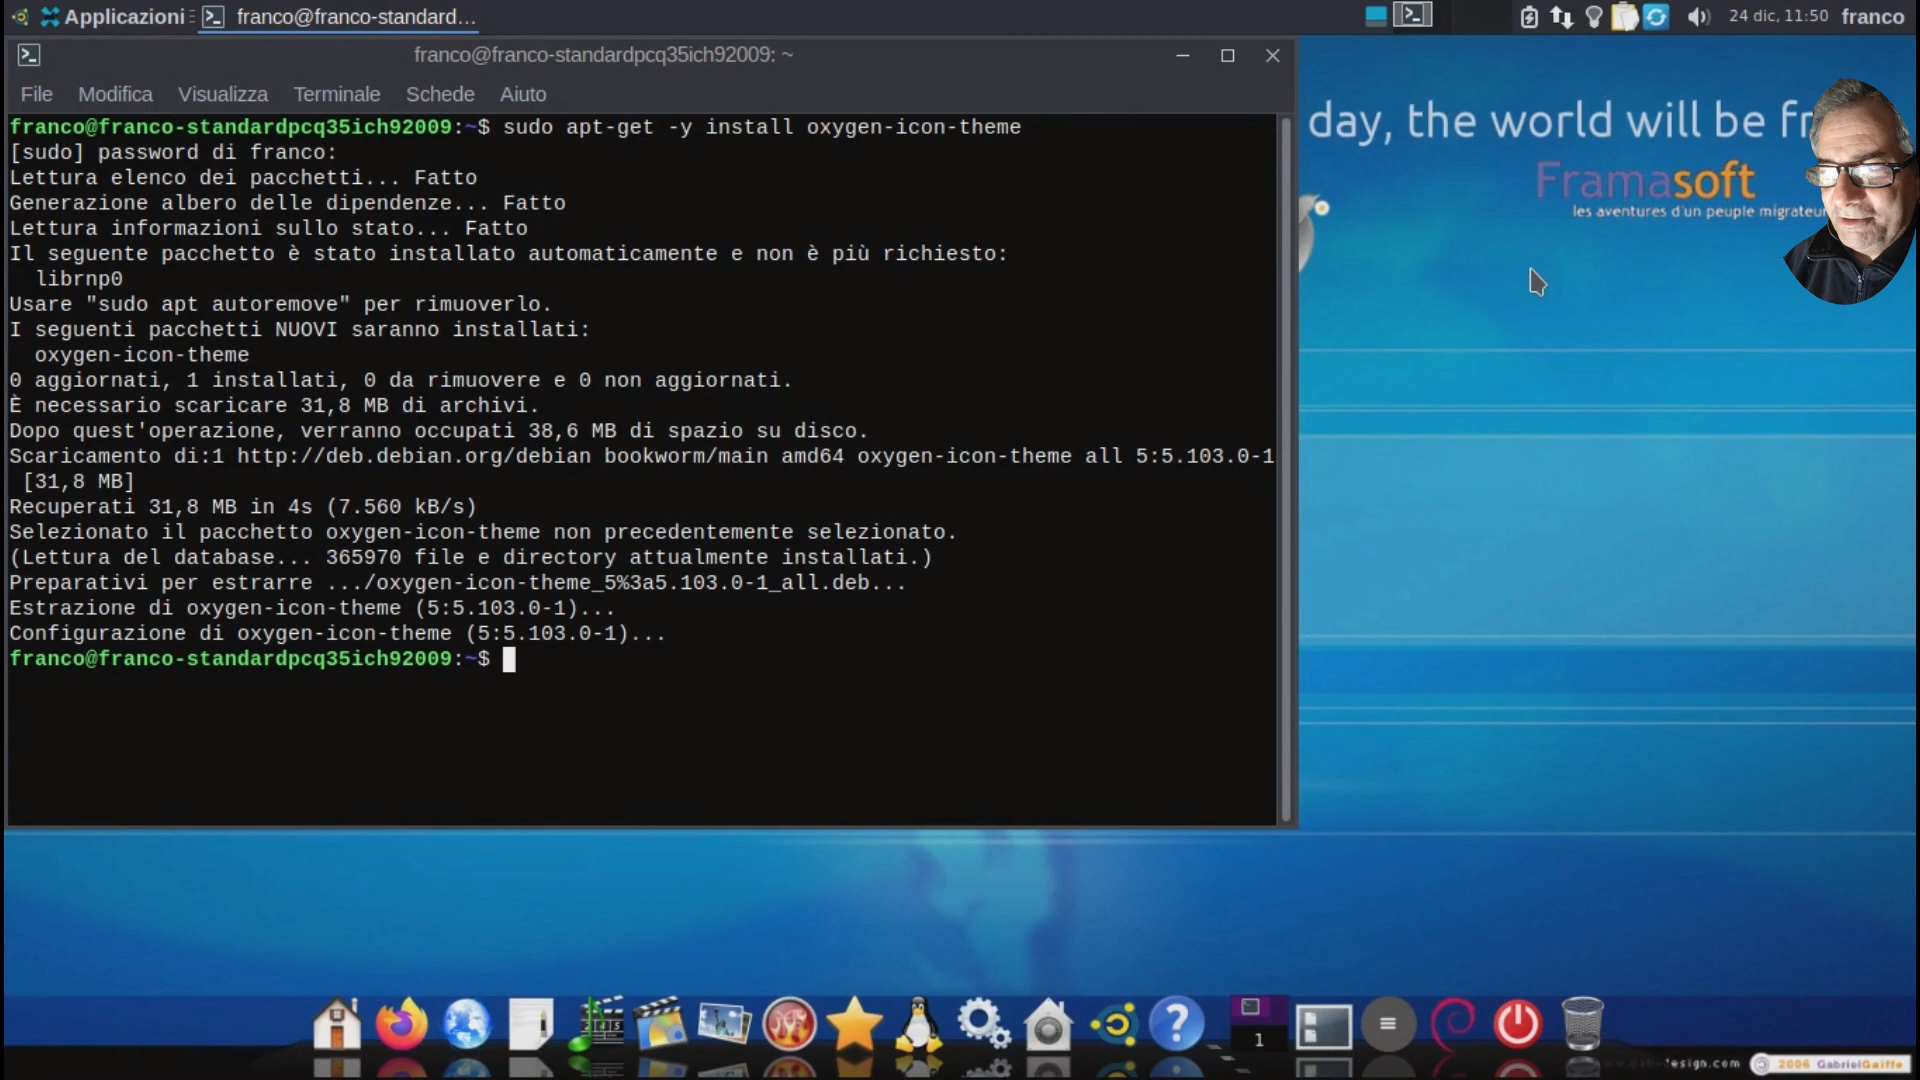 Applicazioni
franco@franco-standard...
24 dic, 11:50 franco
franco@franco-standardpcq35ich92009: ~
File Modifica Visualizza Terminale Schede Aiuto
franco@franco-standardpcq35ich92009:~$ sudo apt-get -y install oxygen-icon-theme
[sudo] password di franco:
Lettura elenco dei pacchetti... Fatto
Generazione albero delle dipendenze... Fatto
Lettura informazioni sullo stato... Fatto
Il seguente pacchetto è stato installato automaticamente e non è più richiesto:
librnp0
Usare "sudo apt autoremove" per rimuoverlo.
I seguenti pacchetti NUOVI saranno installati:
oxygen-icon-theme
0 aggiornati, 1 installati, 0 da rimuovere e 0 non aggiornati.
È necessario scaricare 31,8 MB di archivi.
Dopo quest'operazione, verranno occupati 38,6 MB di spazio su disco.
Scaricamento di:1 http://deb.debian.org/debian bookworm/main amd64 oxygen-icon-theme all 5:5.103.0-1
[31,8 MB]
Recuperati 31,8 MB in 4s (7.560 kB/s)
Selezionato il pacchetto oxygen-icon-theme non precedentemente selezionato.
(Lettura del database... 365970 file e directory attualmente installati.)
Preparativi per estrarre .../oxygen-icon-theme_5%3a5.103.0-1_all.deb...
Estrazione di oxygen-icon-theme (5:5.103.0-1)...
Configurazione di oxygen-icon-theme (5:5.103.0-1)...
franco@franco-standardpcq35ich92009:~$
day, the world will be fr
Framasoft
les aventures d'un peuple migrateur
1
2006 GabrielGaiffe